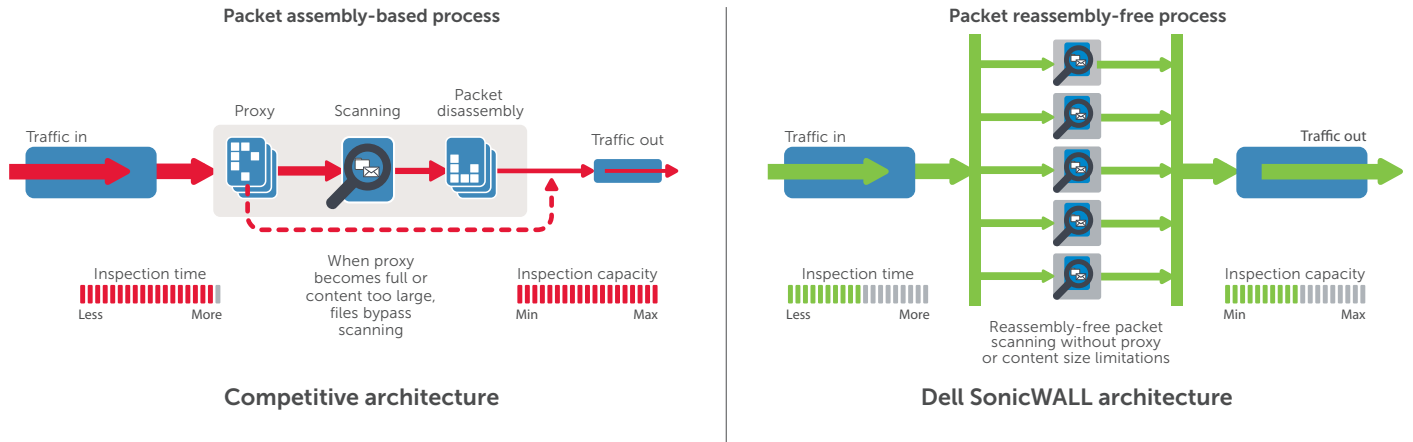 Packet assembly-based process
Proxy
Scanning
Packet
disassembly
Traffic in
Traffic out
When proxy
becomes full or
content too large,
files bypass
scanning
Inspection time
Less
More
Inspection capacity
Min
Max
Competitive architecture
Packet reassembly-free process
Traffic in
Traffic out
Inspection time
Less
More
Inspection capacity
Min
Max
Reassembly-free packet
scanning without proxy
or content size limitations
Dell SonicWALL architecture